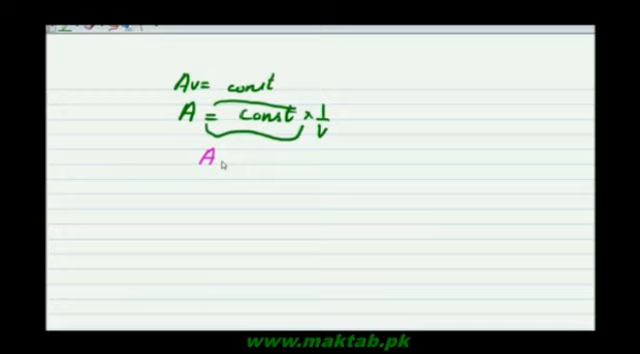 Av= const
A = const × 1/v
A
www.maktab.pk